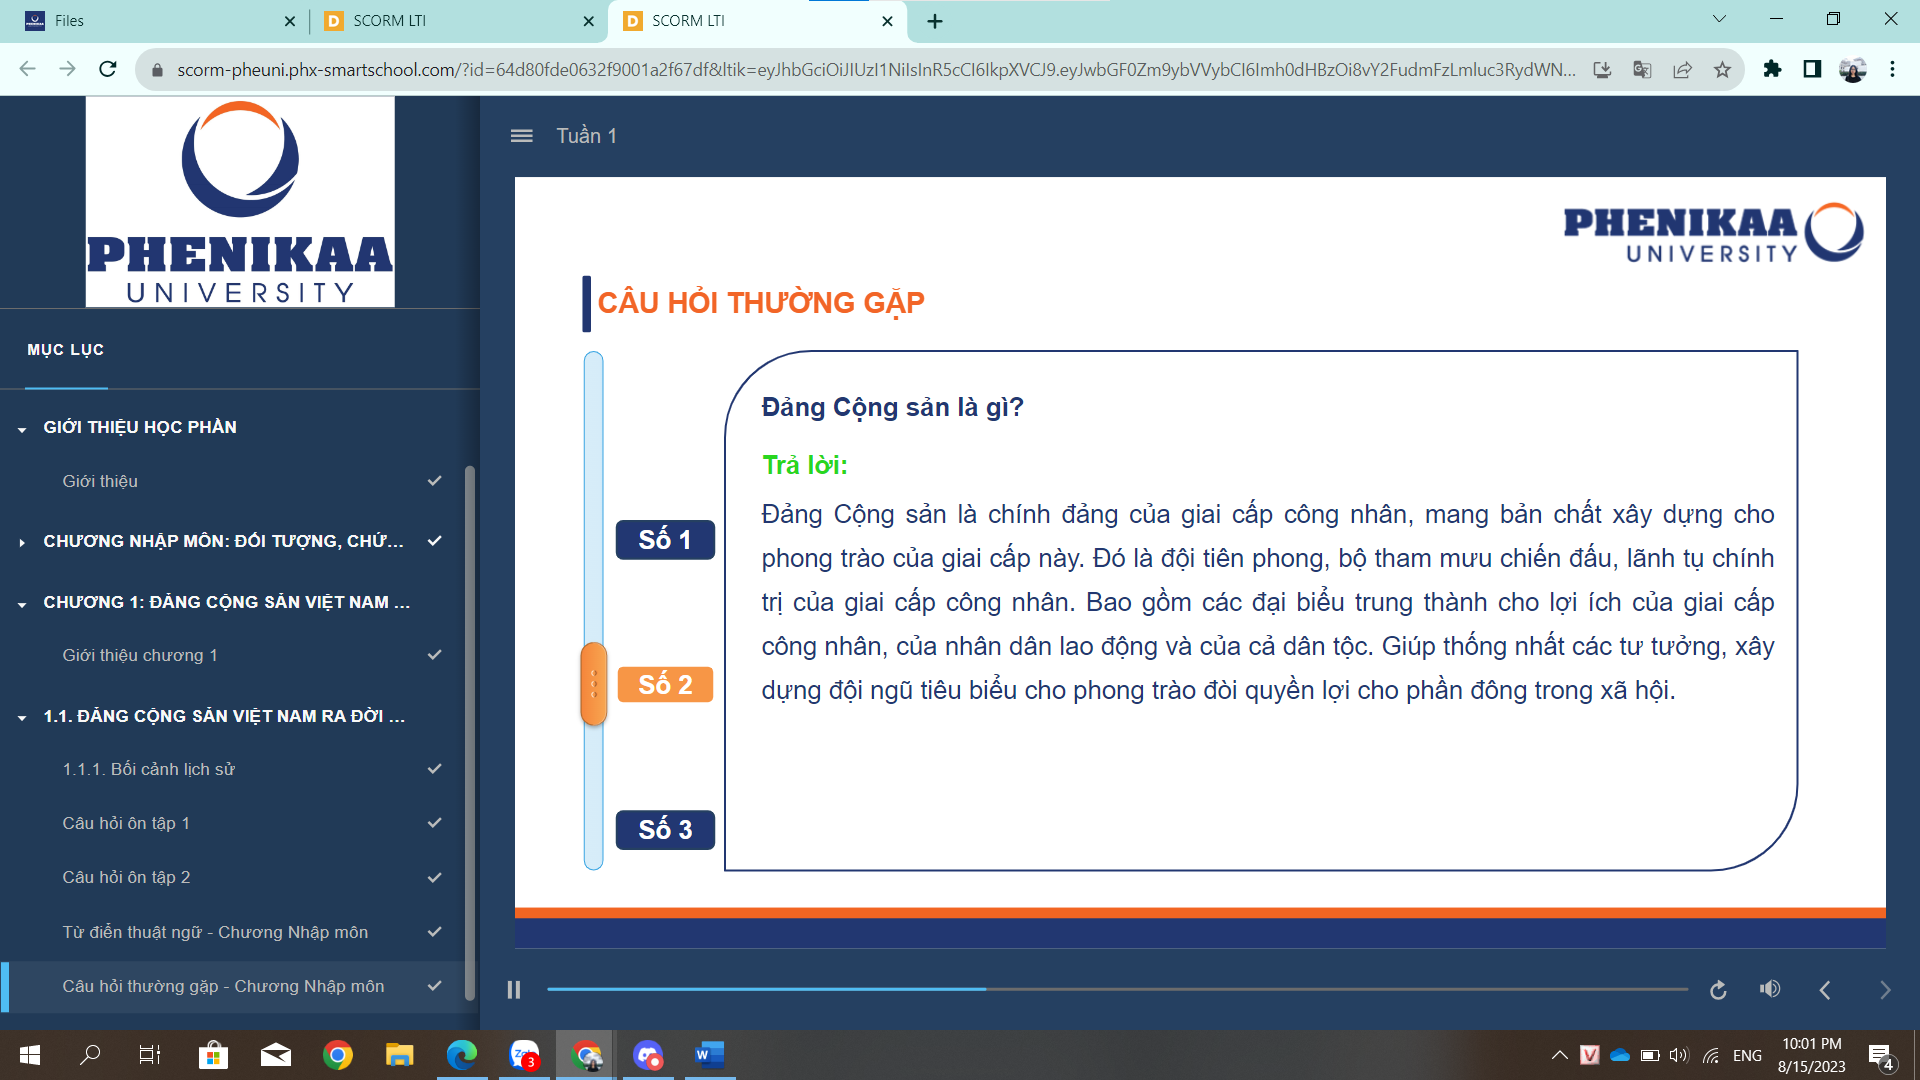 Files
SCORM LTI
SCORM LTI
scorm-pheuni.phx-smartschool.com/?id=64d80fde0632f9001a2f67df&ltik=eyJhbGciOiJIUzI1NiIsInR5cCI6IkpXVCJ9.eyJwbGF0Zm9ybVVybCI6Imh0dHBzOi8vY2FudmFzLmluc3RydWN...
PHENIKAA
UNIVERSITY
MỤC LỤC
GIỚI THIỆU HỌC PHẦN
Giới thiệu
CHƯƠNG NHẬP MÔN: ĐỐI TƯỢNG, CHỨ...
CHƯƠNG 1: ĐẢNG CỘNG SẢN VIỆT NAM ...
Giới thiệu chương 1
1.1. ĐẢNG CỘNG SẢN VIỆT NAM RA ĐỜI ...
1.1.1. Bối cảnh lịch sử
Câu hỏi ôn tập 1
Câu hỏi ôn tập 2
Từ điển thuật ngữ - Chương Nhập môn
Câu hỏi thường gặp - Chương Nhập môn
Tuần 1
PHENIKAA
UNIVERSITY
CÂU HỎI THƯỜNG GẶP
Số 1
Số 2
Số 3
Đảng Cộng sản là gì?
Trả lời:
Đảng Cộng sản là chính đảng của giai cấp công nhân, mang bản chất xây dựng cho
phong trào của giai cấp này. Đó là đội tiên phong, bộ tham mưu chiến đấu, lãnh tụ chính
trị của giai cấp công nhân. Bao gồm các đại biểu trung thành cho lợi ích của giai cấp
công nhân, của nhân dân lao động và của cả dân tộc. Giúp thống nhất các tư tưởng, xây
dựng đội ngũ tiêu biểu cho phong trào đòi quyền lợi cho phần đông trong xã hội.
3
ENG
10:01 PM
8/15/2023
4